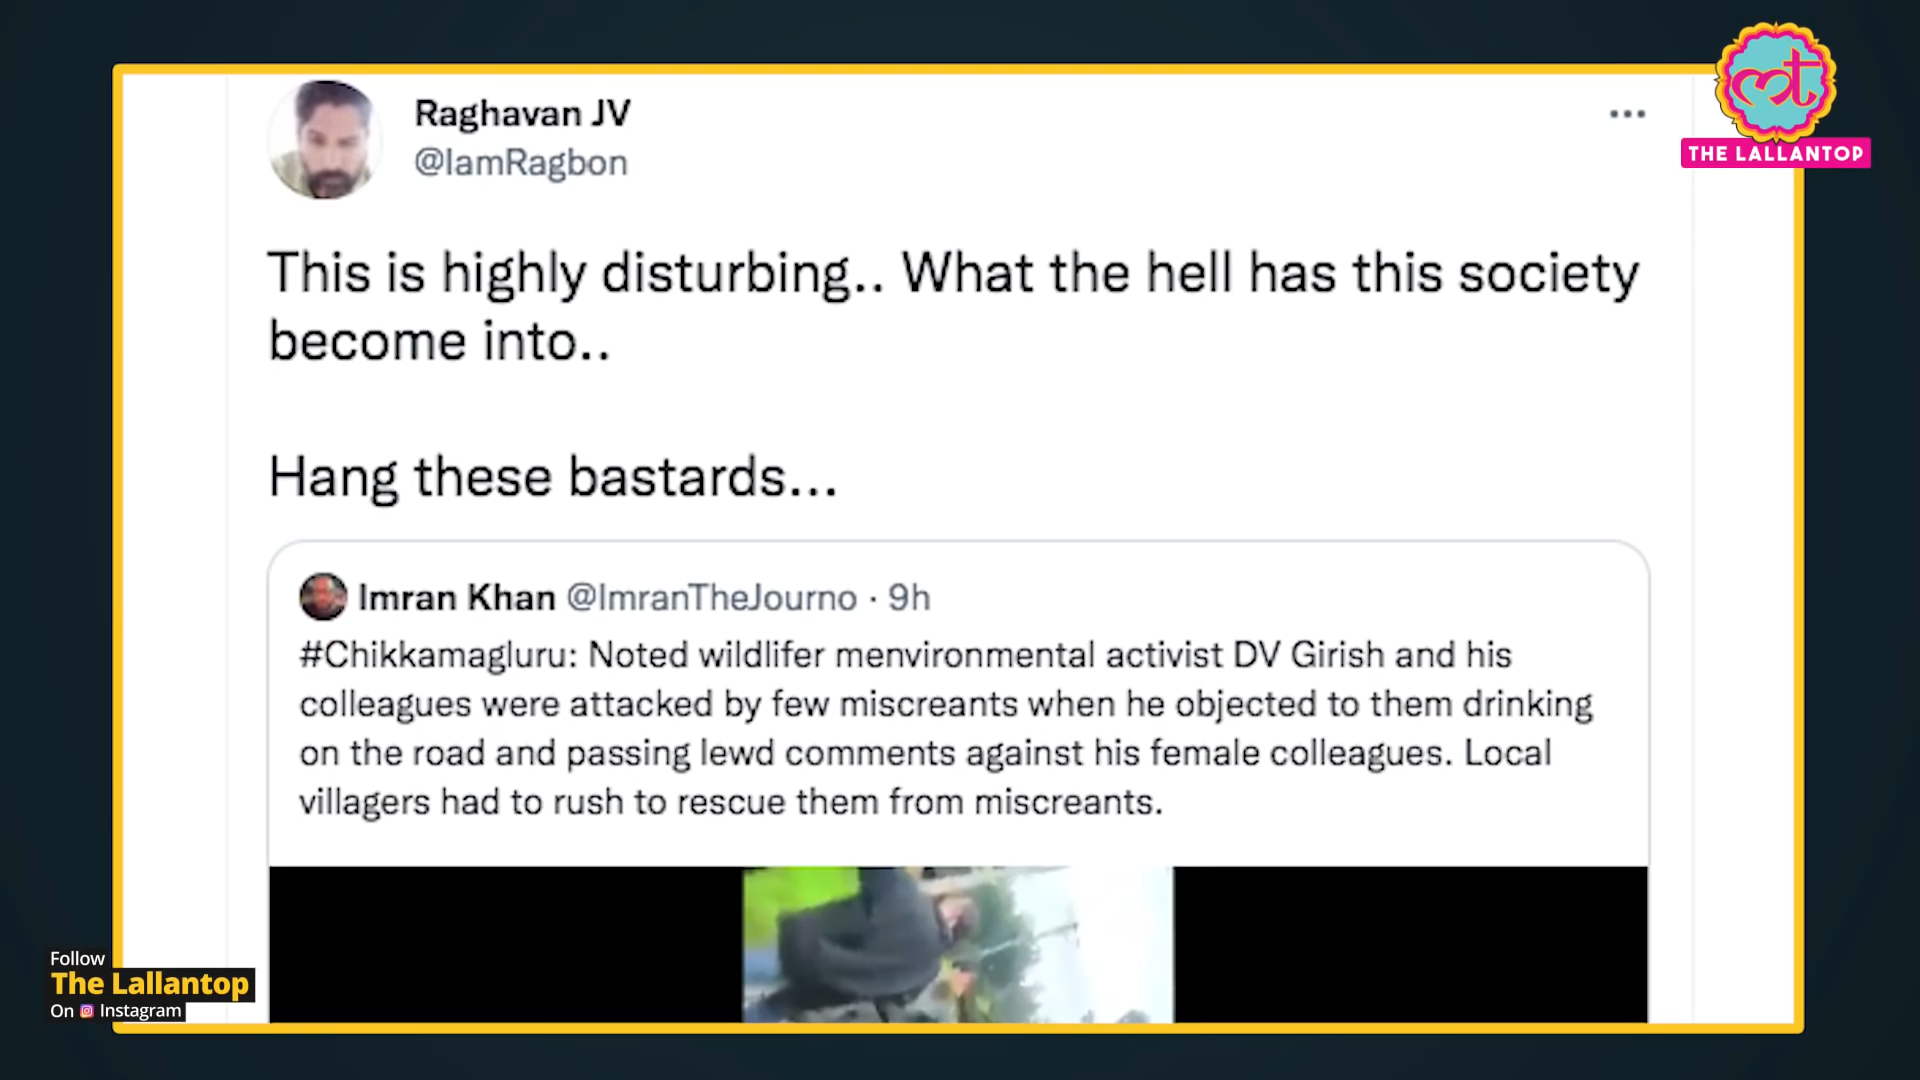 Raghavan JV
@IamRagbon
THE LALLANTOP
This is highly disturbing.. What the hell has this society
become into..
Hang these bastards...
Imran Khan @ImranTheJourno · 9h
#Chikkamagluru: Noted wildlifer menvironmental activist DV Girish and his
colleagues were attacked by few miscreants when he objected to them drinking
on the road and passing lewd comments against his female colleagues. Local
villagers had to rush to rescue them from miscreants.
Follow
The Lallantop
On Instagram